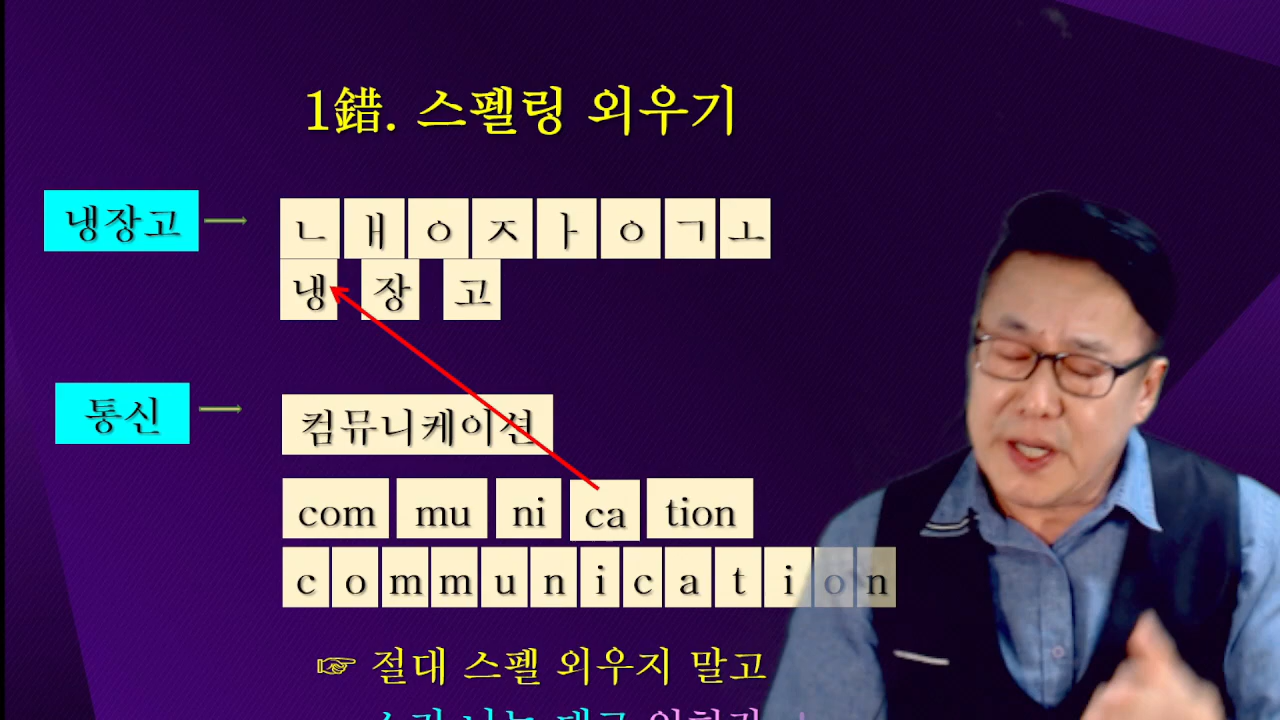 1錯. 스펠링 외우기
냉장고 → ㄴ ㅐ ㅇ ㅈ ㅏ ㅇ ㄱ ㅗ
냉 장 고
통신 → 컴뮤니케이션
com mu ni ca tion
c o m m u n i c a t i o n
☞ 절대 스펠 외우지 말고